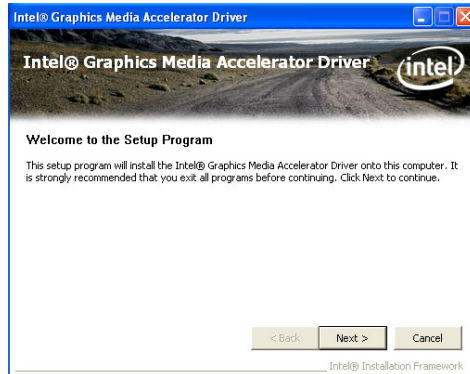 Intel® Graphics Media Accelerator Driver
Intel® Graphics Media Accelerator Driver
intel
Welcome to the Setup Program
This setup program will install the Intel® Graphics Media Accelerator Driver onto this computer. It
is strongly recommended that you exit all programs before continuing. Click Next to continue.
< Back Next > Cancel
Intel® Installation Framework